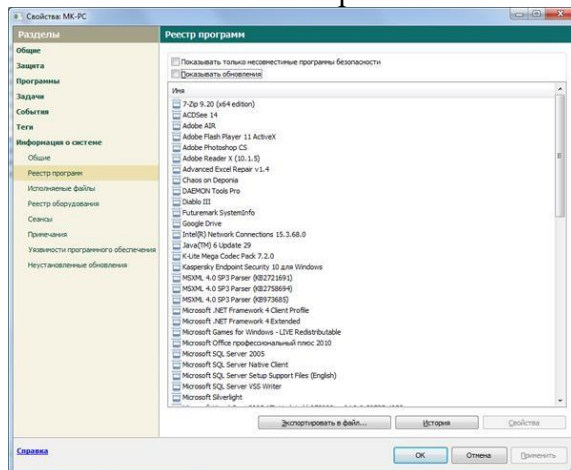 Свойства: MK-PC
Разделы
Общие
Защита
Программы
Задачи
События
Теги
Информация о системе
Общие
Реестр программ
Исполняемые файлы
Реестр оборудования
Сеансы
Примечания
Уязвимости программного обеспечения
Неустановленные обновления
Реестр программ
Показывать только несовместимые программы безопасности
Показывать обновления
Имя
7-Zip 9.20 (x64 edition)
ACDSee 14
Adobe AIR
Adobe Flash Player 11 ActiveX
Adobe Photoshop CS
Adobe Reader X (10.1.5)
Advanced Excel Repair v1.4
Chaos on Deponia
DAEMON Tools Pro
Diablo III
Futuremark SystemInfo
Google Drive
Intel(R) Network Connections 15.3.68.0
Java(TM) 6 Update 29
K-Lite Mega Codec Pack 7.2.0
Kaspersky Endpoint Security 10 для Windows
MSXML 4.0 SP3 Parser (KB2721691)
MSXML 4.0 SP3 Parser (KB2758694)
MSXML 4.0 SP3 Parser (KB973685)
Microsoft .NET Framework 4 Client Profile
Microsoft .NET Framework 4 Extended
Microsoft Games for Windows - LIVE Redistributable
Microsoft Office профессиональный плюс 2010
Microsoft SQL Server 2005
Microsoft SQL Server Native Client
Microsoft SQL Server Setup Support Files (English)
Microsoft SQL Server VSS Writer
Microsoft Silverlight
Экспортировать в файл...
История
Свойства
Справка
OK
Отмена
Применить